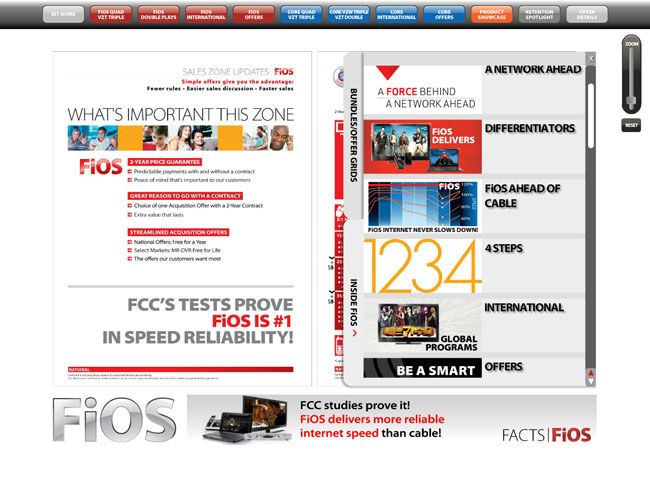 KIT HOME
FIOS QUAD
VZT TRIPLE
FIOS
DOUBLE PLAYS
FIOS
INTERNATIONAL
FIOS
OFFERS
CORE QUAD
VZT TRIPLE
CORE VZW TRIPLE
VZT DOUBLE
CORE
INTERNATIONAL
CORE
OFFERS
PRODUCT
SHOWCASE
RETENTION
SPOTLIGHT
OFFER
DETAILS
ZOOM
RESET
SALES ZONE UPDATES | FiOS
Simple offers give you the advantage:
Fewer rules - Easier sales discussion - Faster sales
WHAT'S IMPORTANT THIS ZONE
FiOS
2-YEAR PRICE GUARANTEE
Predictable payments with and without a contract
Peace of mind that's important to our customers
GREAT REASON TO GO WITH A CONTRACT
Choice of one Acquisition Offer with a 2-Year Contract
Extra value that lasts
STREAMLINED ACQUISITION OFFERS
National Offers: Free for a Year
Select Markets: MR-DVR Free for Life
The offers our customers want most
FCC'S TESTS PROVE
FiOS IS #1
IN SPEED RELIABILITY!
NATIONAL
BUNDLES/OFFER GRIDS
INSIDE FiOS >
X
A FORCE BEHIND
A NETWORK AHEAD
A NETWORK AHEAD
FiOS
DELIVERS
DIFFERENTIATORS
FiOS
120%
100%
80%
60%
FIOS INTERNET NEVER SLOWS DOWN!
FiOS AHEAD OF
CABLE
1234
4 STEPS
GLOBAL
PROGRAMS
INTERNATIONAL
BE A SMART
OFFERS
FiOS
FCC studies prove it!
FiOS delivers more reliable
internet speed than cable!
FACTS | FiOS